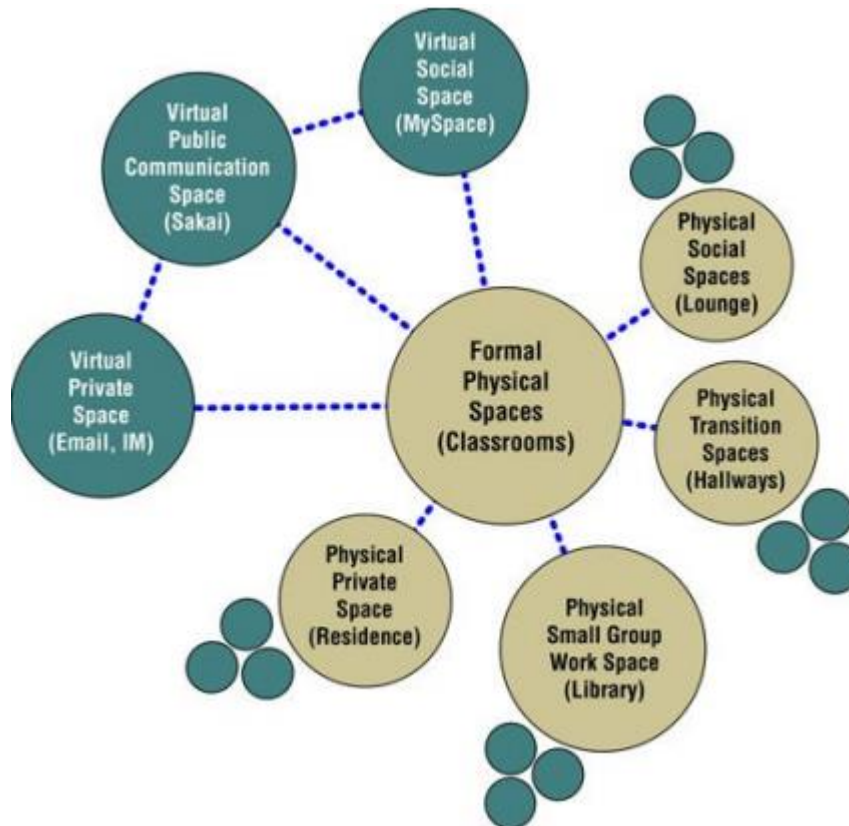 Virtual
Social
Space
(MySpace)
Virtual
Public
Communication
Space
(Sakai)
Physical
Social
Spaces
(Lounge)
Formal
Physical
Spaces
(Classrooms)
Virtual
Private
Space
(Email, IM)
Physical
Transition
Spaces
(Hallways)
Physical
Private
Space
(Residence)
Physical
Small Group
Work Space
(Library)